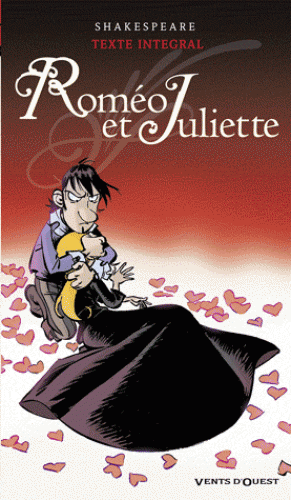 SHAKESPEARE
TEXTE INTEGRAL
Roméo
et Juliette
VENTS D'OUEST